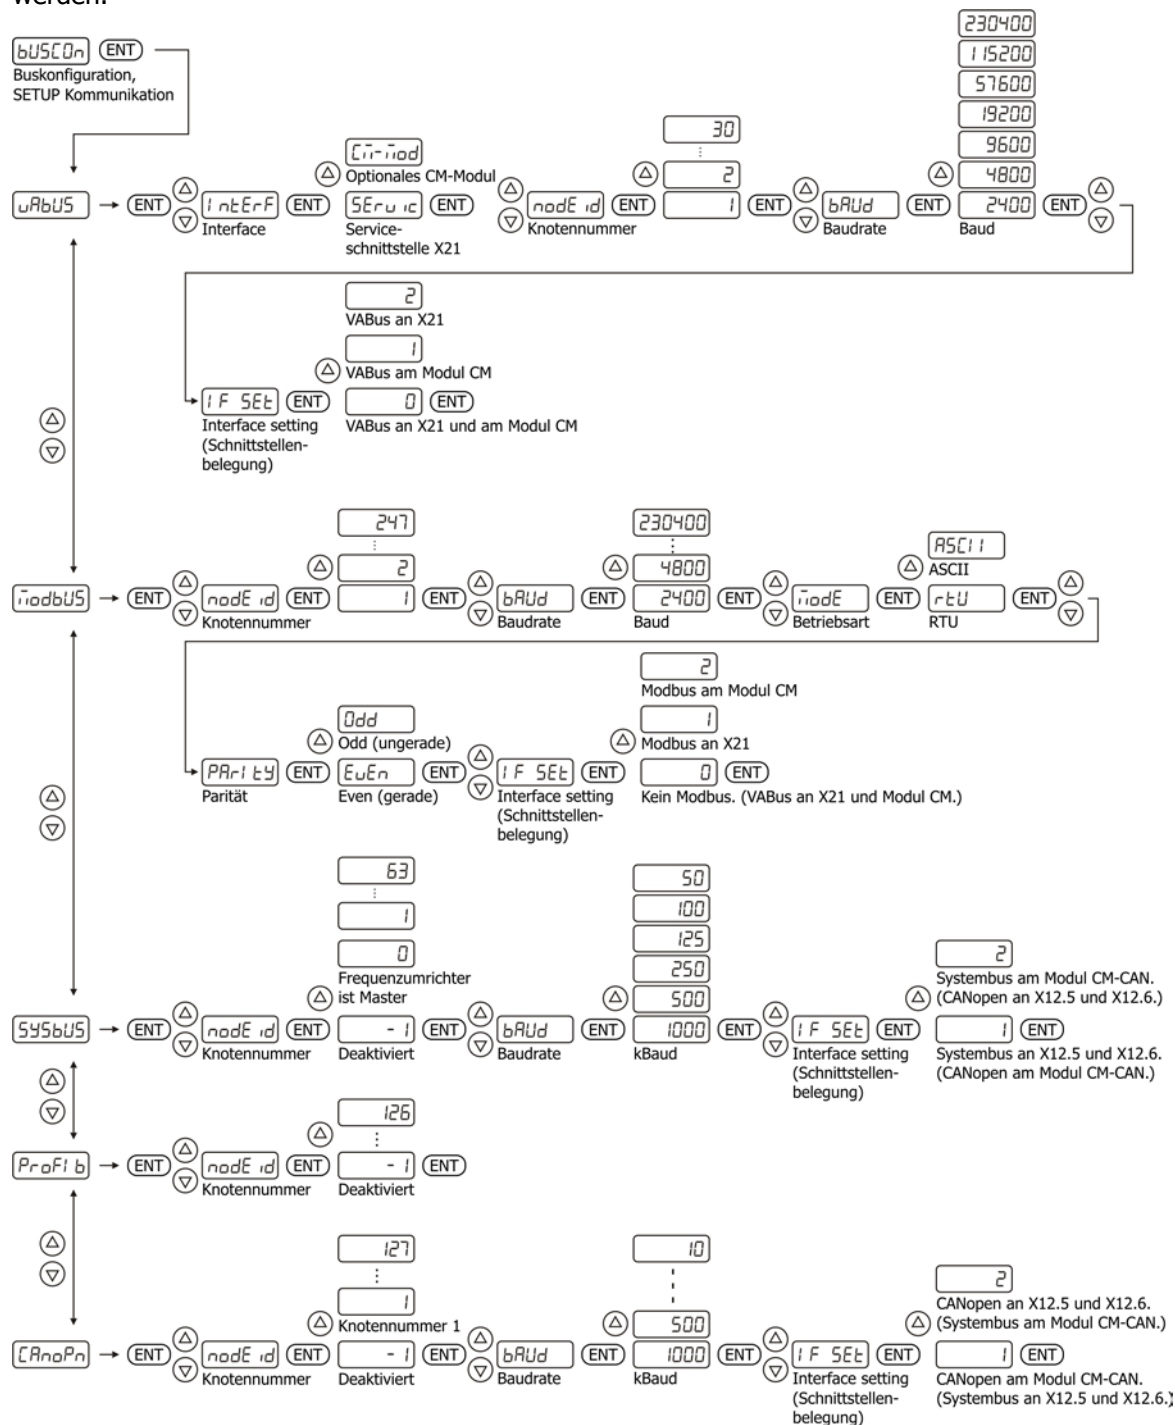 werden.
230400
115200
57600
19200
9600
4800
2400
bUSCOn ENT
Buskonfiguration,
SETUP Kommunikation
30
2
1
Cm-mod
Optionales CM-Modul
vAbUS ENT IntErF ENT SErvic ENT nodE id ENT ENT bAUd ENT ENT
Interface
Service-
schnittstelle X21
Knotennummer
Baudrate
Baud
2
VABus an X21
1
VABus am Modul CM
IF SEt ENT 0 ENT
Interface setting
(Schnittstellen-
belegung)
VABus an X21 und am Modul CM
247
2
1
230400
4800
2400
ASCII
ASCII
modbUS ENT nodE id ENT ENT bAUd ENT ENT modE ENT rtU ENT
Knotennummer
Baudrate
Baud
Betriebsart
RTU
2
Modbus am Modul CM
Odd
Odd (ungerade)
1
Modbus an X21
PAritY ENT EvEn ENT IF SEt ENT 0 ENT
Parität
Even (gerade)
Interface setting
(Schnittstellen-
belegung)
Kein Modbus. (VABus an X21 und Modul CM.)
63
1
0
Frequenzumrichter
ist Master
50
100
125
250
500
2
Systembus am Modul CM-CAN.
(CANopen an X12.5 und X12.6.)
SYSbUS ENT nodE id ENT -1 ENT bAUd ENT 1000 ENT IF SEt ENT 1 ENT
Knotennummer
Deaktiviert
Baudrate
kBaud
Interface setting
(Schnittstellen-
belegung)
Systembus an X12.5 und X12.6.
(CANopen am Modul CM-CAN.)
126
ProFIb ENT nodE id ENT -1 ENT
Knotennummer
Deaktiviert
127
1
Knotennummer 1
10
500
2
CANopen an X12.5 und X12.6.
(Systembus am Modul CM-CAN.)
CAnoPn ENT nodE id ENT -1 ENT bAUd ENT 1000 ENT IF SEt ENT 1 ENT
Knotennummer
Deaktiviert
Baudrate
kBaud
Interface setting
(Schnittstellen-
belegung)
CANopen am Modul CM-CAN.
(Systembus an X12.5 und X12.6.)